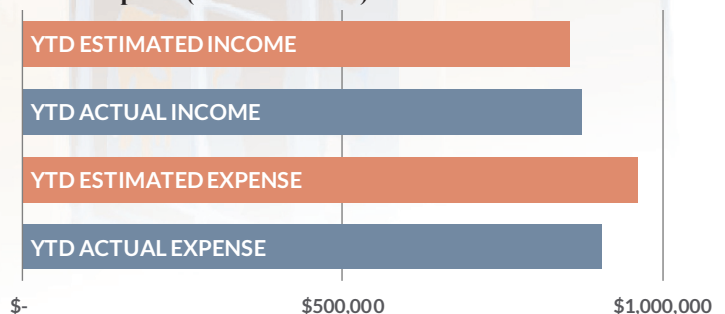 YTD ESTIMATED INCOME
YTD ACTUAL INCOME
YTD ESTIMATED EXPENSE
YTD ACTUAL EXPENSE
$- $500,000 $1,000,000